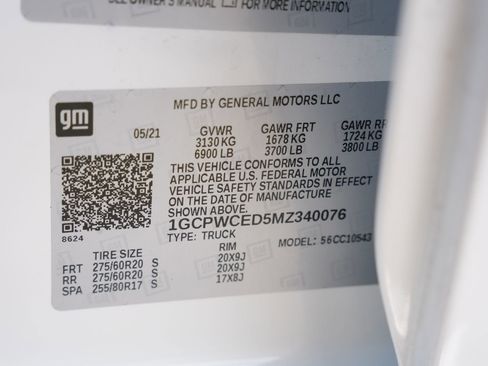 SEE OWNER'S MANUAL FOR MORE INFORMATION
gm
MFD BY GENERAL MOTORS LLC
05/21 GVWR GAWR FRT GAWR RR
3130 KG 1678 KG 1724 KG
6900 LB 3700 LB 3800 LB
THIS VEHICLE CONFORMS TO ALL
APPLICABLE U.S. FEDERAL MOTOR
VEHICLE SAFETY STANDARDS IN EFFECT
ON THE DATE OF MANUFACTURE
SHOWN ABOVE.
1GCPWCED5MZ340076
8624
TYPE: TRUCK MODEL: 56CC10543
TIRE SIZE RIM
FRT 275/60R20 S 20X9J
RR 275/60R20 S 20X9J
SPA 255/80R17 S 17X8J